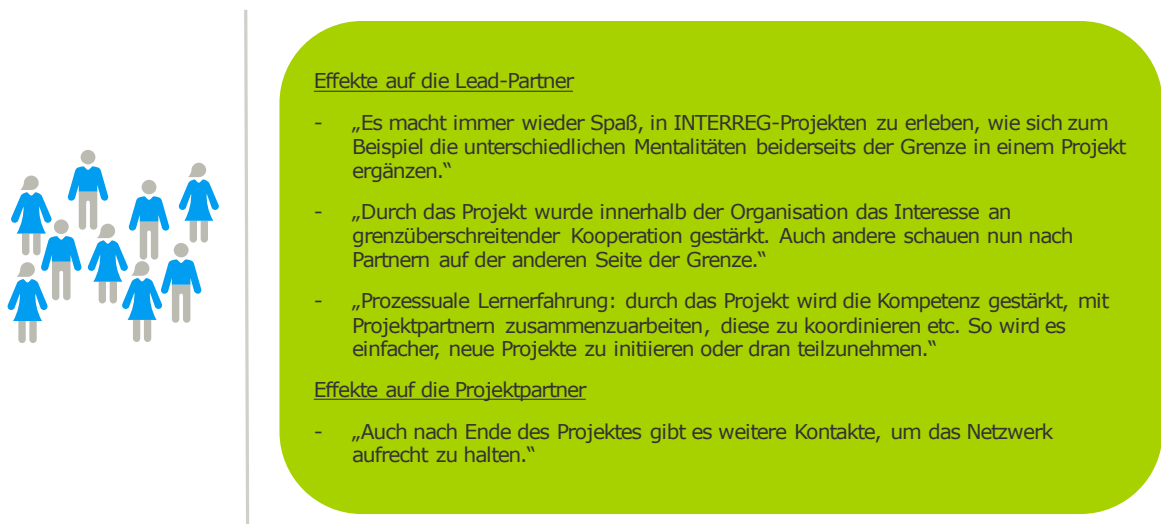 Effekte auf die Lead-Partner
- „Es macht immer wieder Spaß, in INTERREG-Projekten zu erleben, wie sich zum
Beispiel die unterschiedlichen Mentalitäten beiderseits der Grenze in einem Projekt
ergänzen.“
- „Durch das Projekt wurde innerhalb der Organisation das Interesse an
grenzüberschreitender Kooperation gestärkt. Auch andere schauen nun nach
Partnern auf der anderen Seite der Grenze.“
- „Prozessuale Lernerfahrung: durch das Projekt wird die Kompetenz gestärkt, mit
Projektpartnern zusammenzuarbeiten, diese zu koordinieren etc. So wird es
einfacher, neue Projekte zu initiieren oder dran teilzunehmen.“
Effekte auf die Projektpartner
- „Auch nach Ende des Projektes gibt es weitere Kontakte, um das Netzwerk
aufrecht zu halten.“